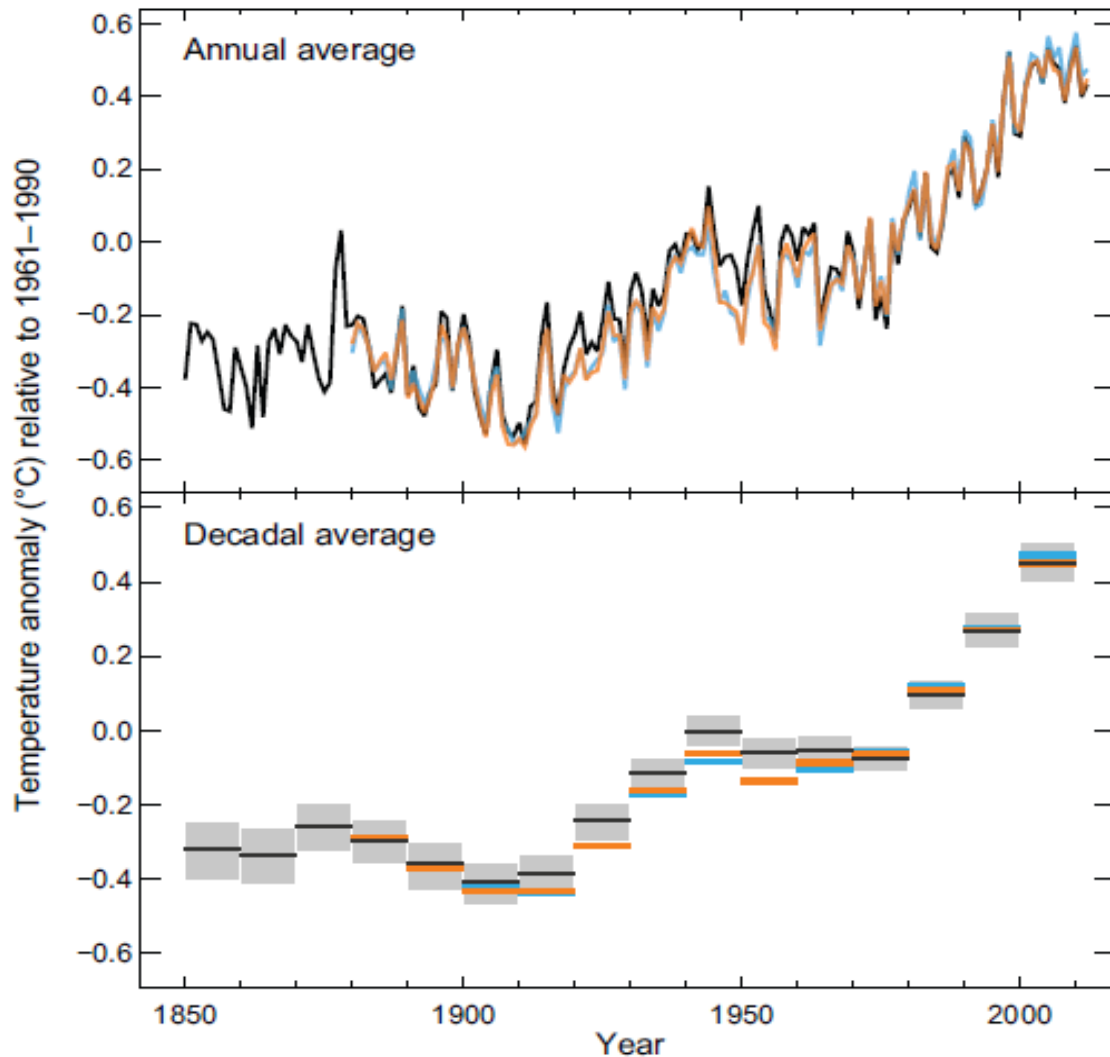 Annual average
0.6
0.4
0.2
0.0
−0.2
−0.4
−0.6
Temperature anomaly (°C) relative to 1961–1990
Decadal average
0.6
0.4
0.2
0.0
−0.2
−0.4
−0.6
1850 1900 1950 2000
Year